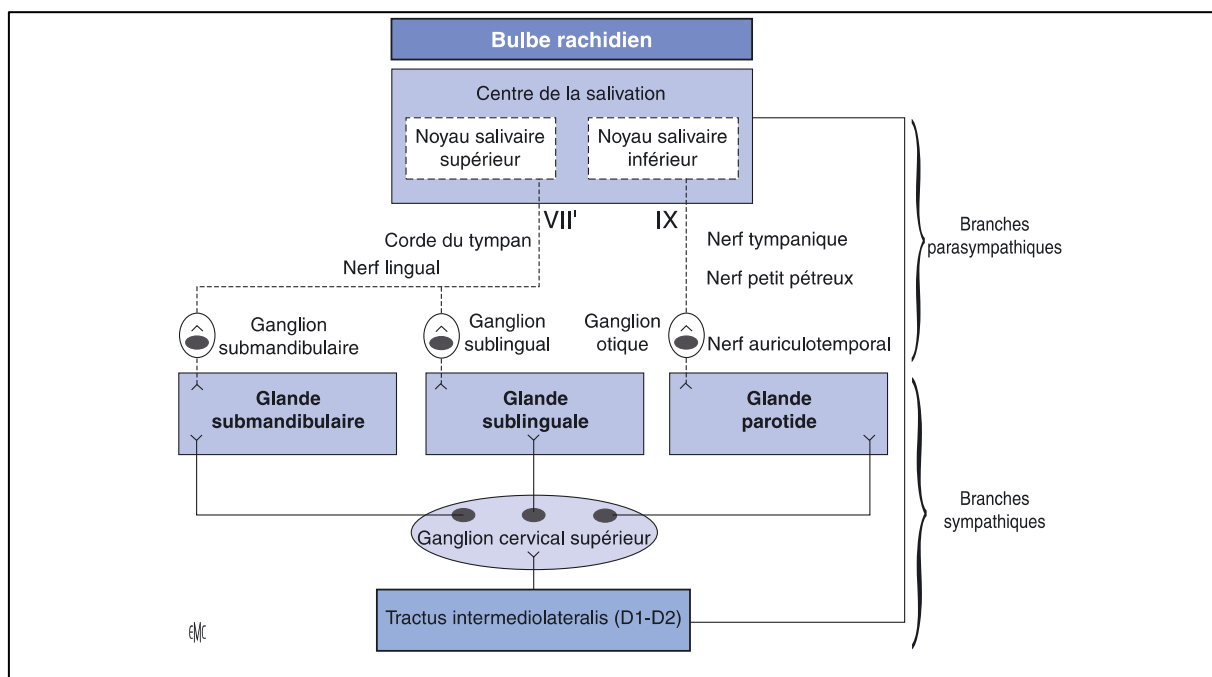 Bulbe rachidien
Centre de la salivation
Noyau salivaire
supérieur
Noyau salivaire
inférieur
VII'
IX
Corde du tympan
Nerf lingual
Nerf tympanique
Nerf petit pétreux
Branches
parasympathiques
Ganglion
submandibulaire
Ganglion
sublingual
Ganglion
otique
Nerf auriculotemporal
Glande
submandibulaire
Glande
sublinguale
Glande
parotide
Ganglion cervical supérieur
Branches
sympathiques
Tractus intermediolateralis (D1-D2)
EMC